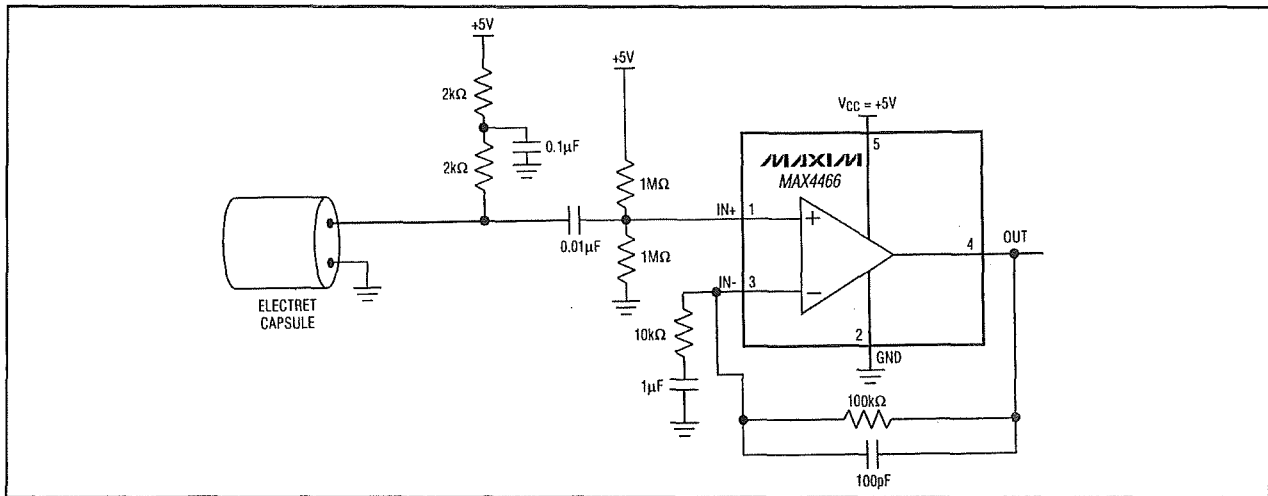 +5V
2kΩ
0.1µF
2kΩ
+5V
1MΩ
1MΩ
0.01µF
ELECTRET
CAPSULE
VCC = +5V
5
MAXIM
MAX4466
IN+ 1
+
IN- 3
−
4 OUT
2
GND
10kΩ
1µF
100kΩ
100pF